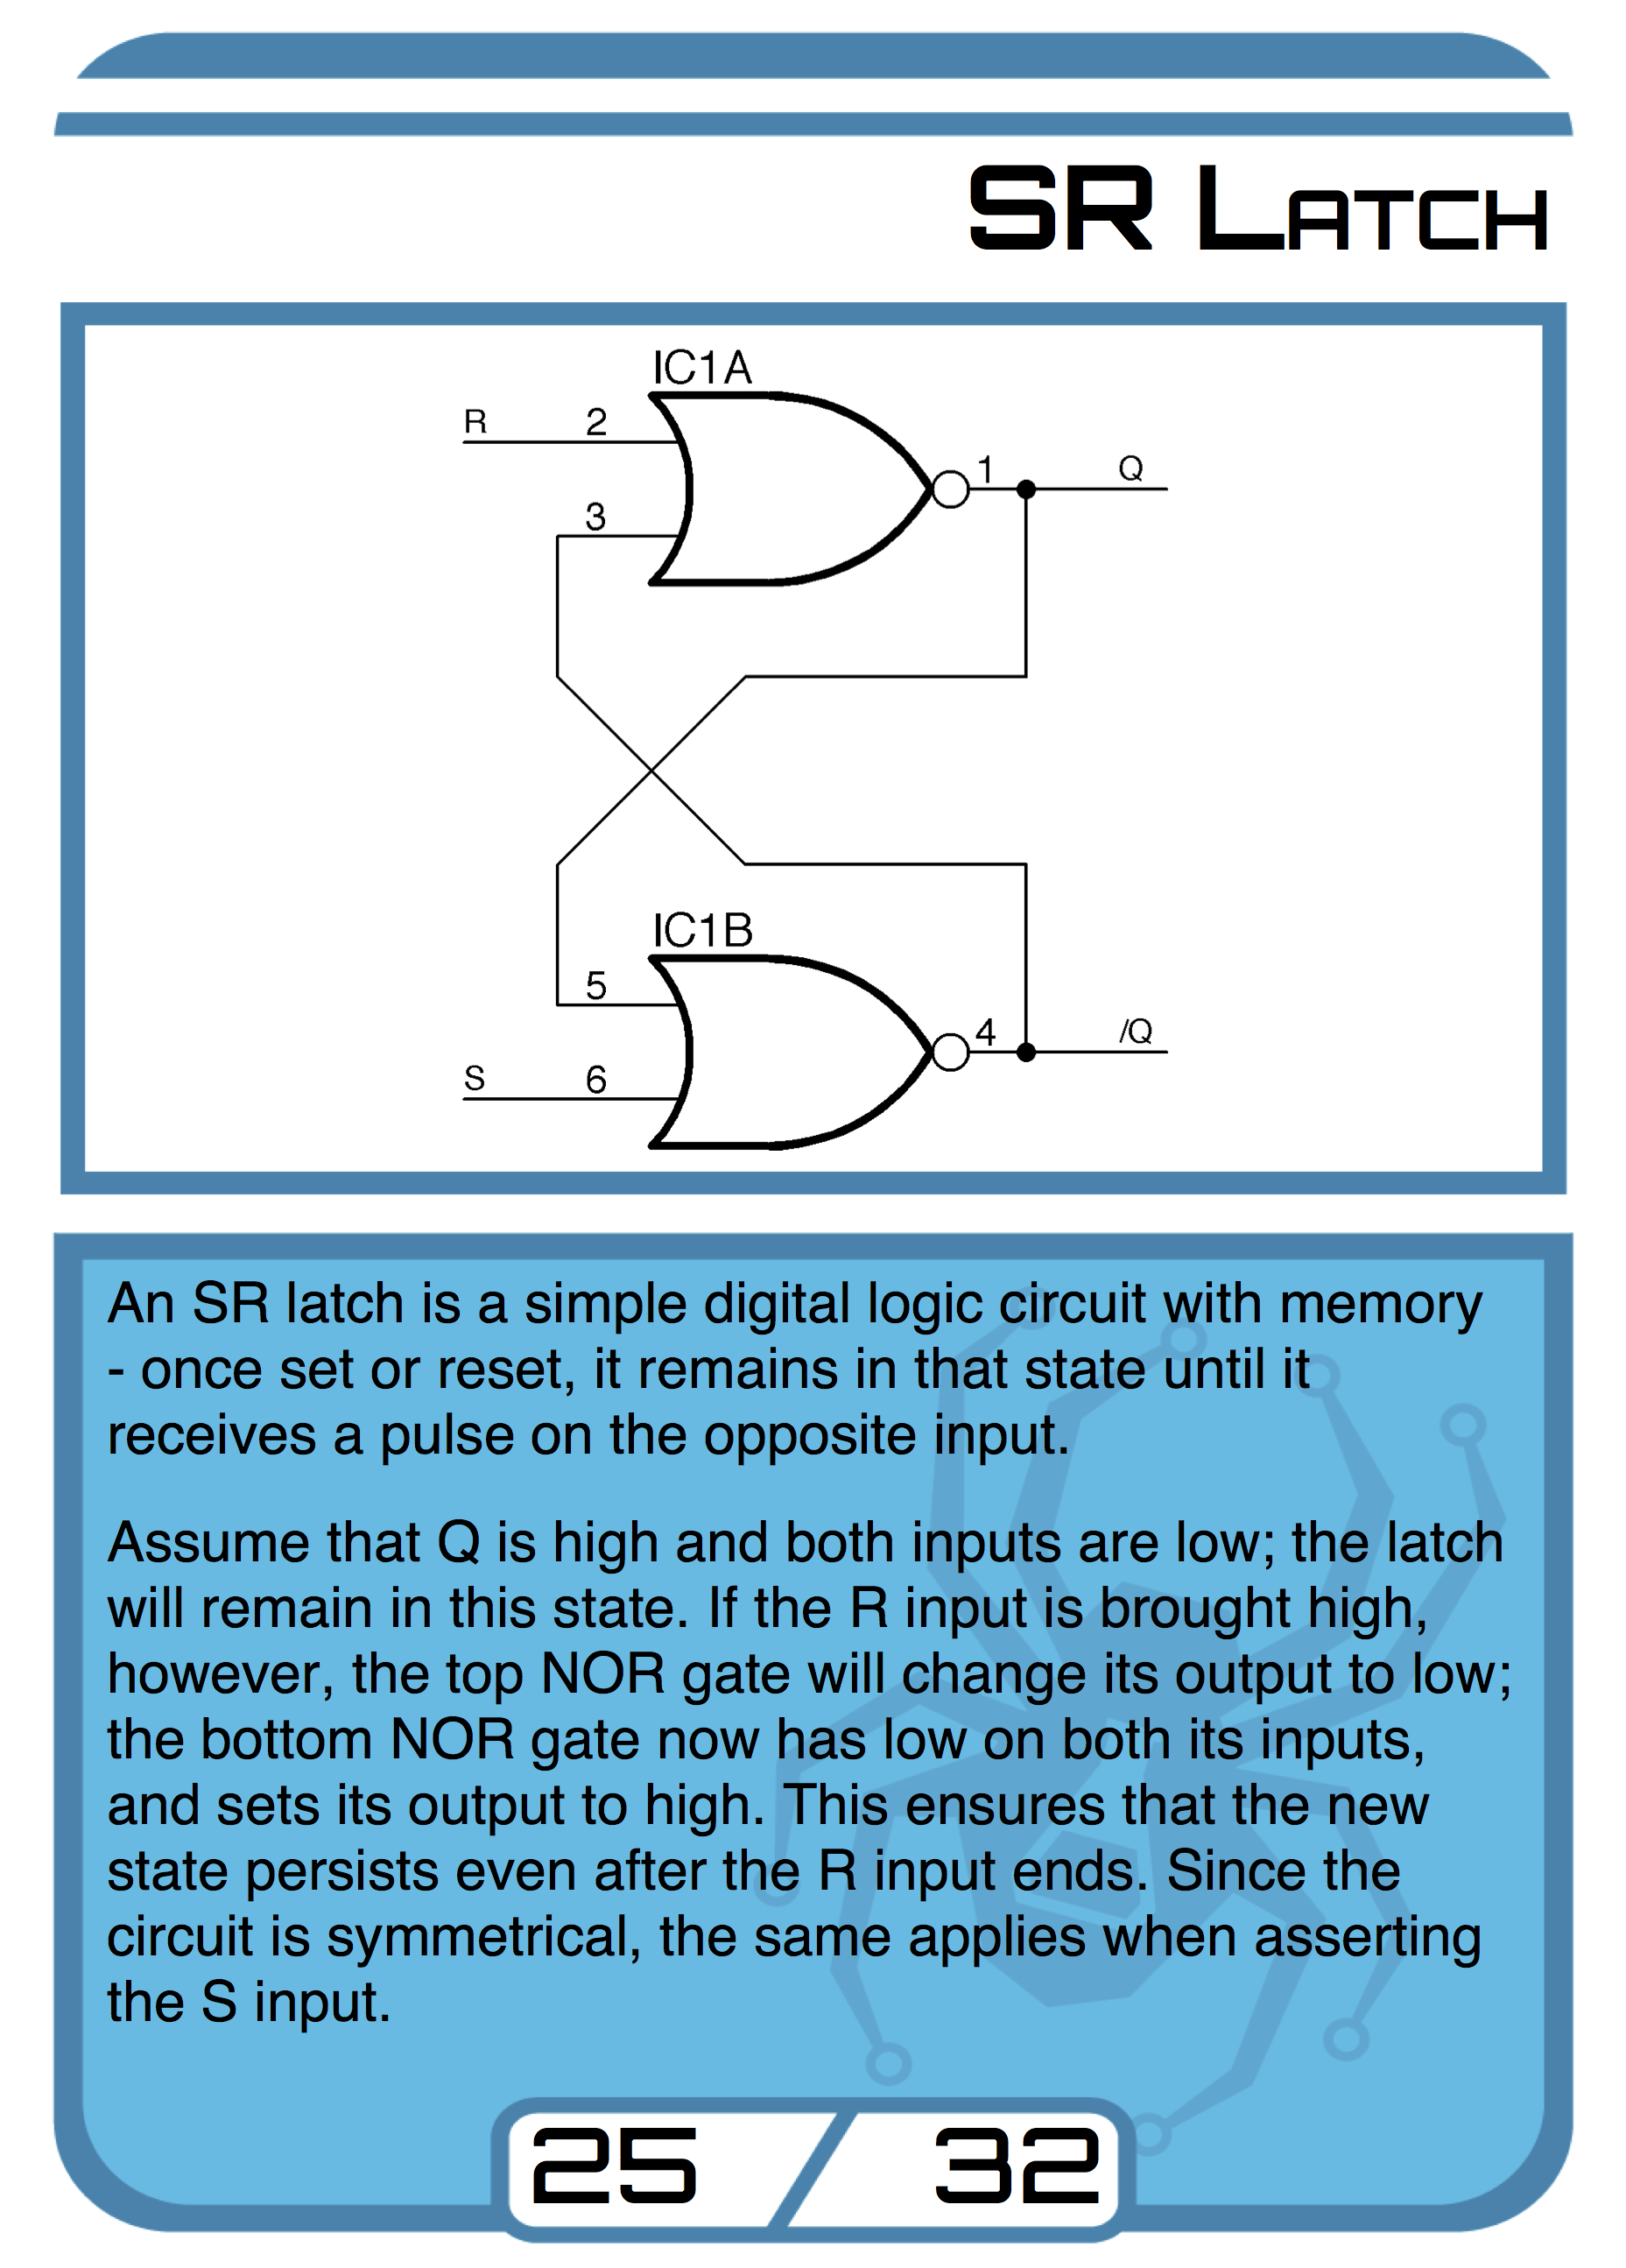 SR Latch
IC1A
R 2
1 Q
3
IC1B
5
4 /Q
S 6
An SR latch is a simple digital logic circuit with memory
- once set or reset, it remains in that state until it
receives a pulse on the opposite input.
Assume that Q is high and both inputs are low; the latch
will remain in this state. If the R input is brought high,
however, the top NOR gate will change its output to low;
the bottom NOR gate now has low on both its inputs,
and sets its output to high. This ensures that the new
state persists even after the R input ends. Since the
circuit is symmetrical, the same applies when asserting
the S input.
25 / 32